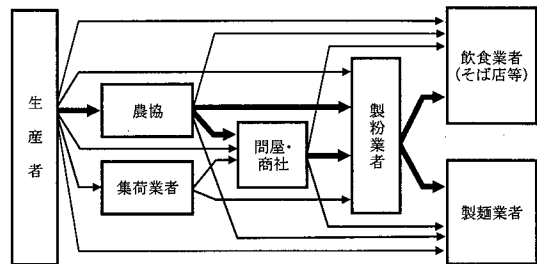 生産者
農協
集荷業者
問屋・
商社
製粉業者
飲食業者
(そば店等)
製麺業者